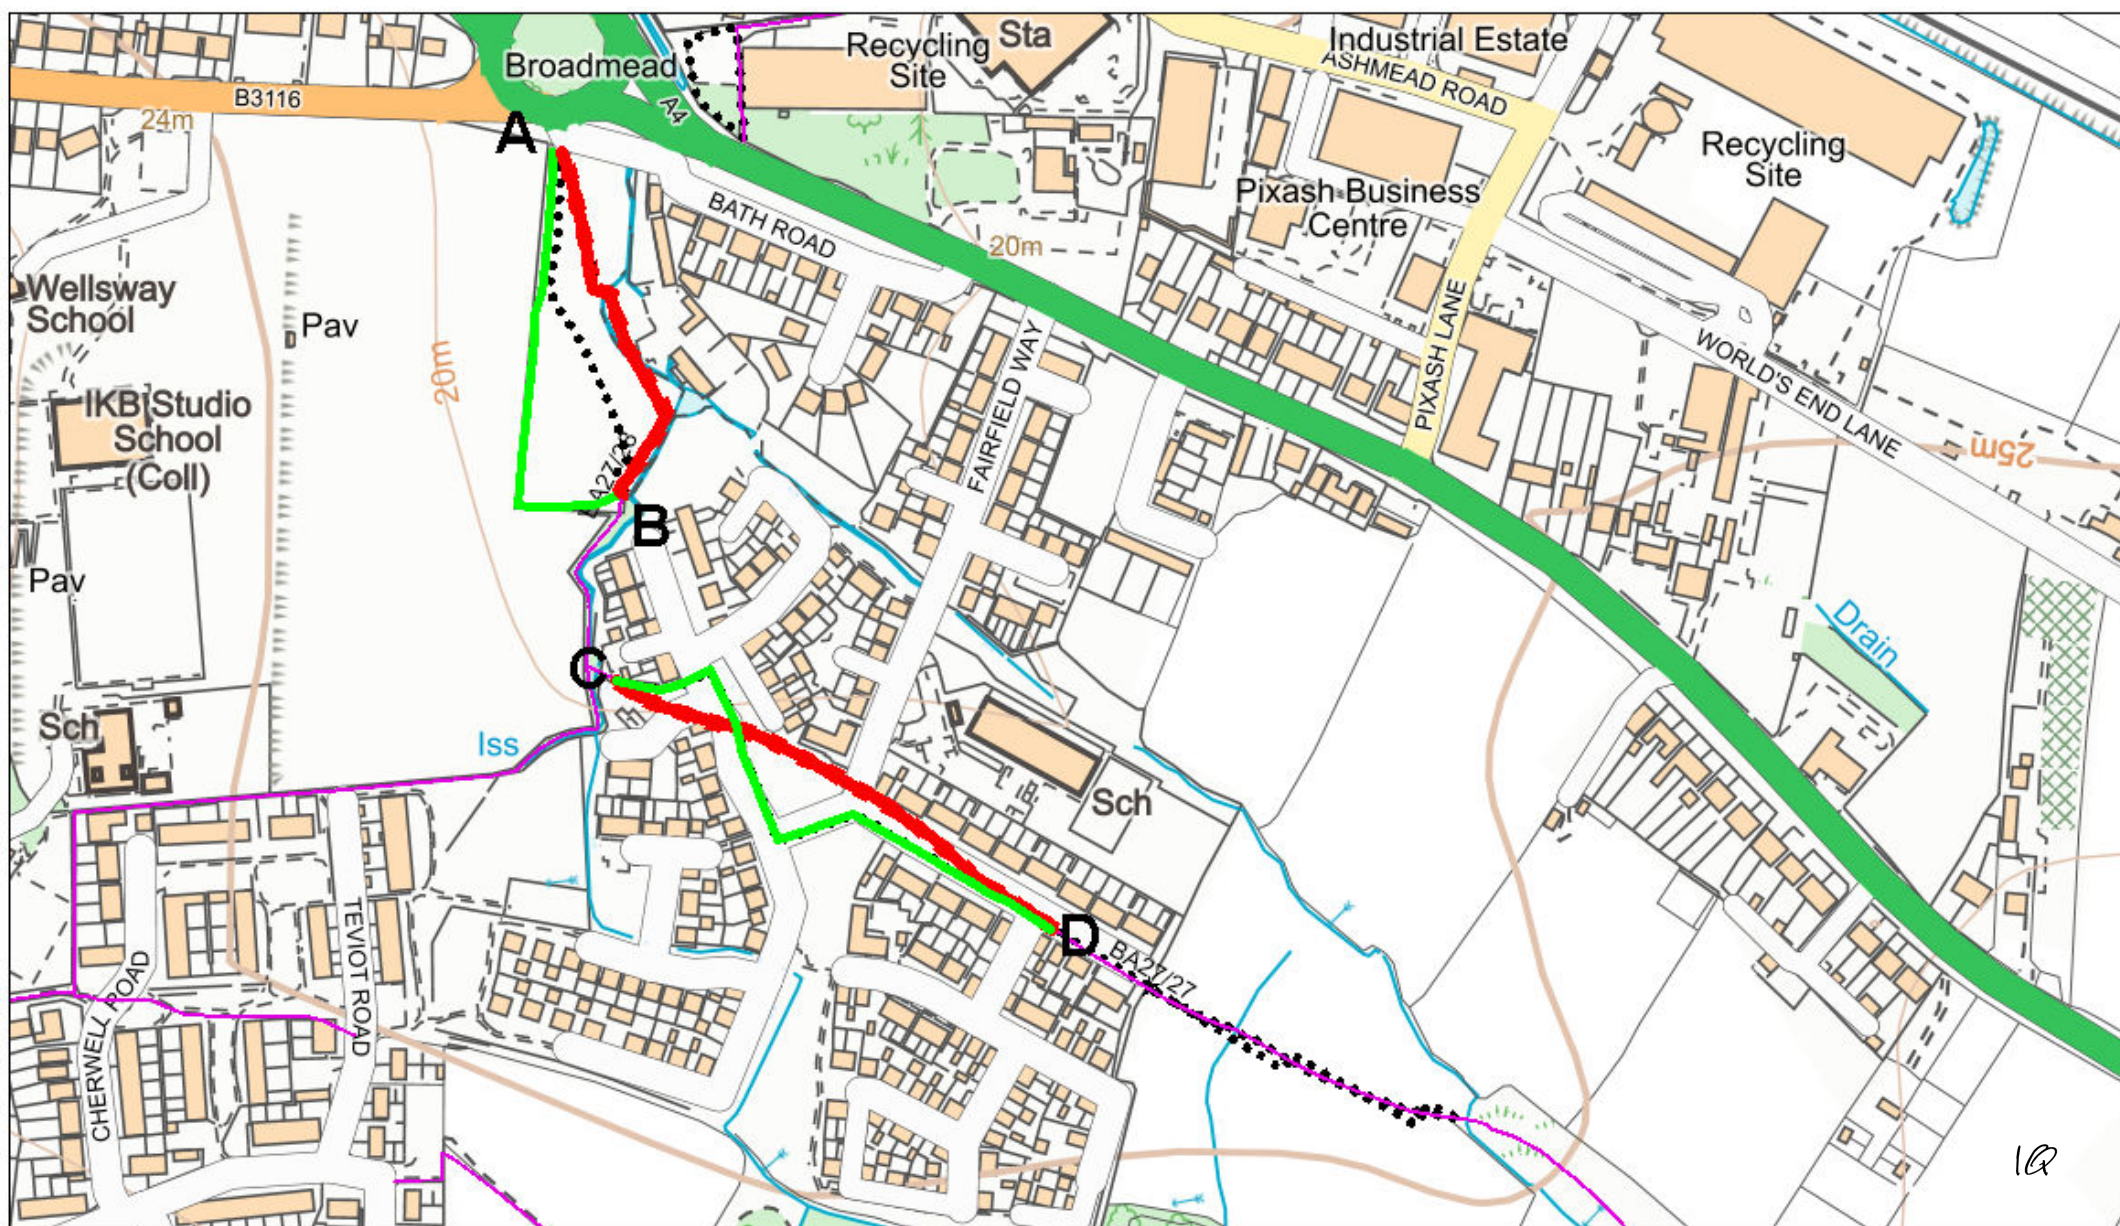 Broadmead
Recycling
Site
Sta
Industrial Estate
ASHMEAD ROAD
B3116
A4
24m
A
Recycling
Site
Pixash Business
Centre
BATH ROAD
20m
Wellsway
School
Pav
PIXASH LANE
WORLD'S END LANE
20m
FAIRFIELD WAY
IKB Studio
School
(Coll)
25m
B
Pav
Drain
C
Sch
Iss
Sch
TEVIOT ROAD
D
BA27/27
CHERWELL ROAD